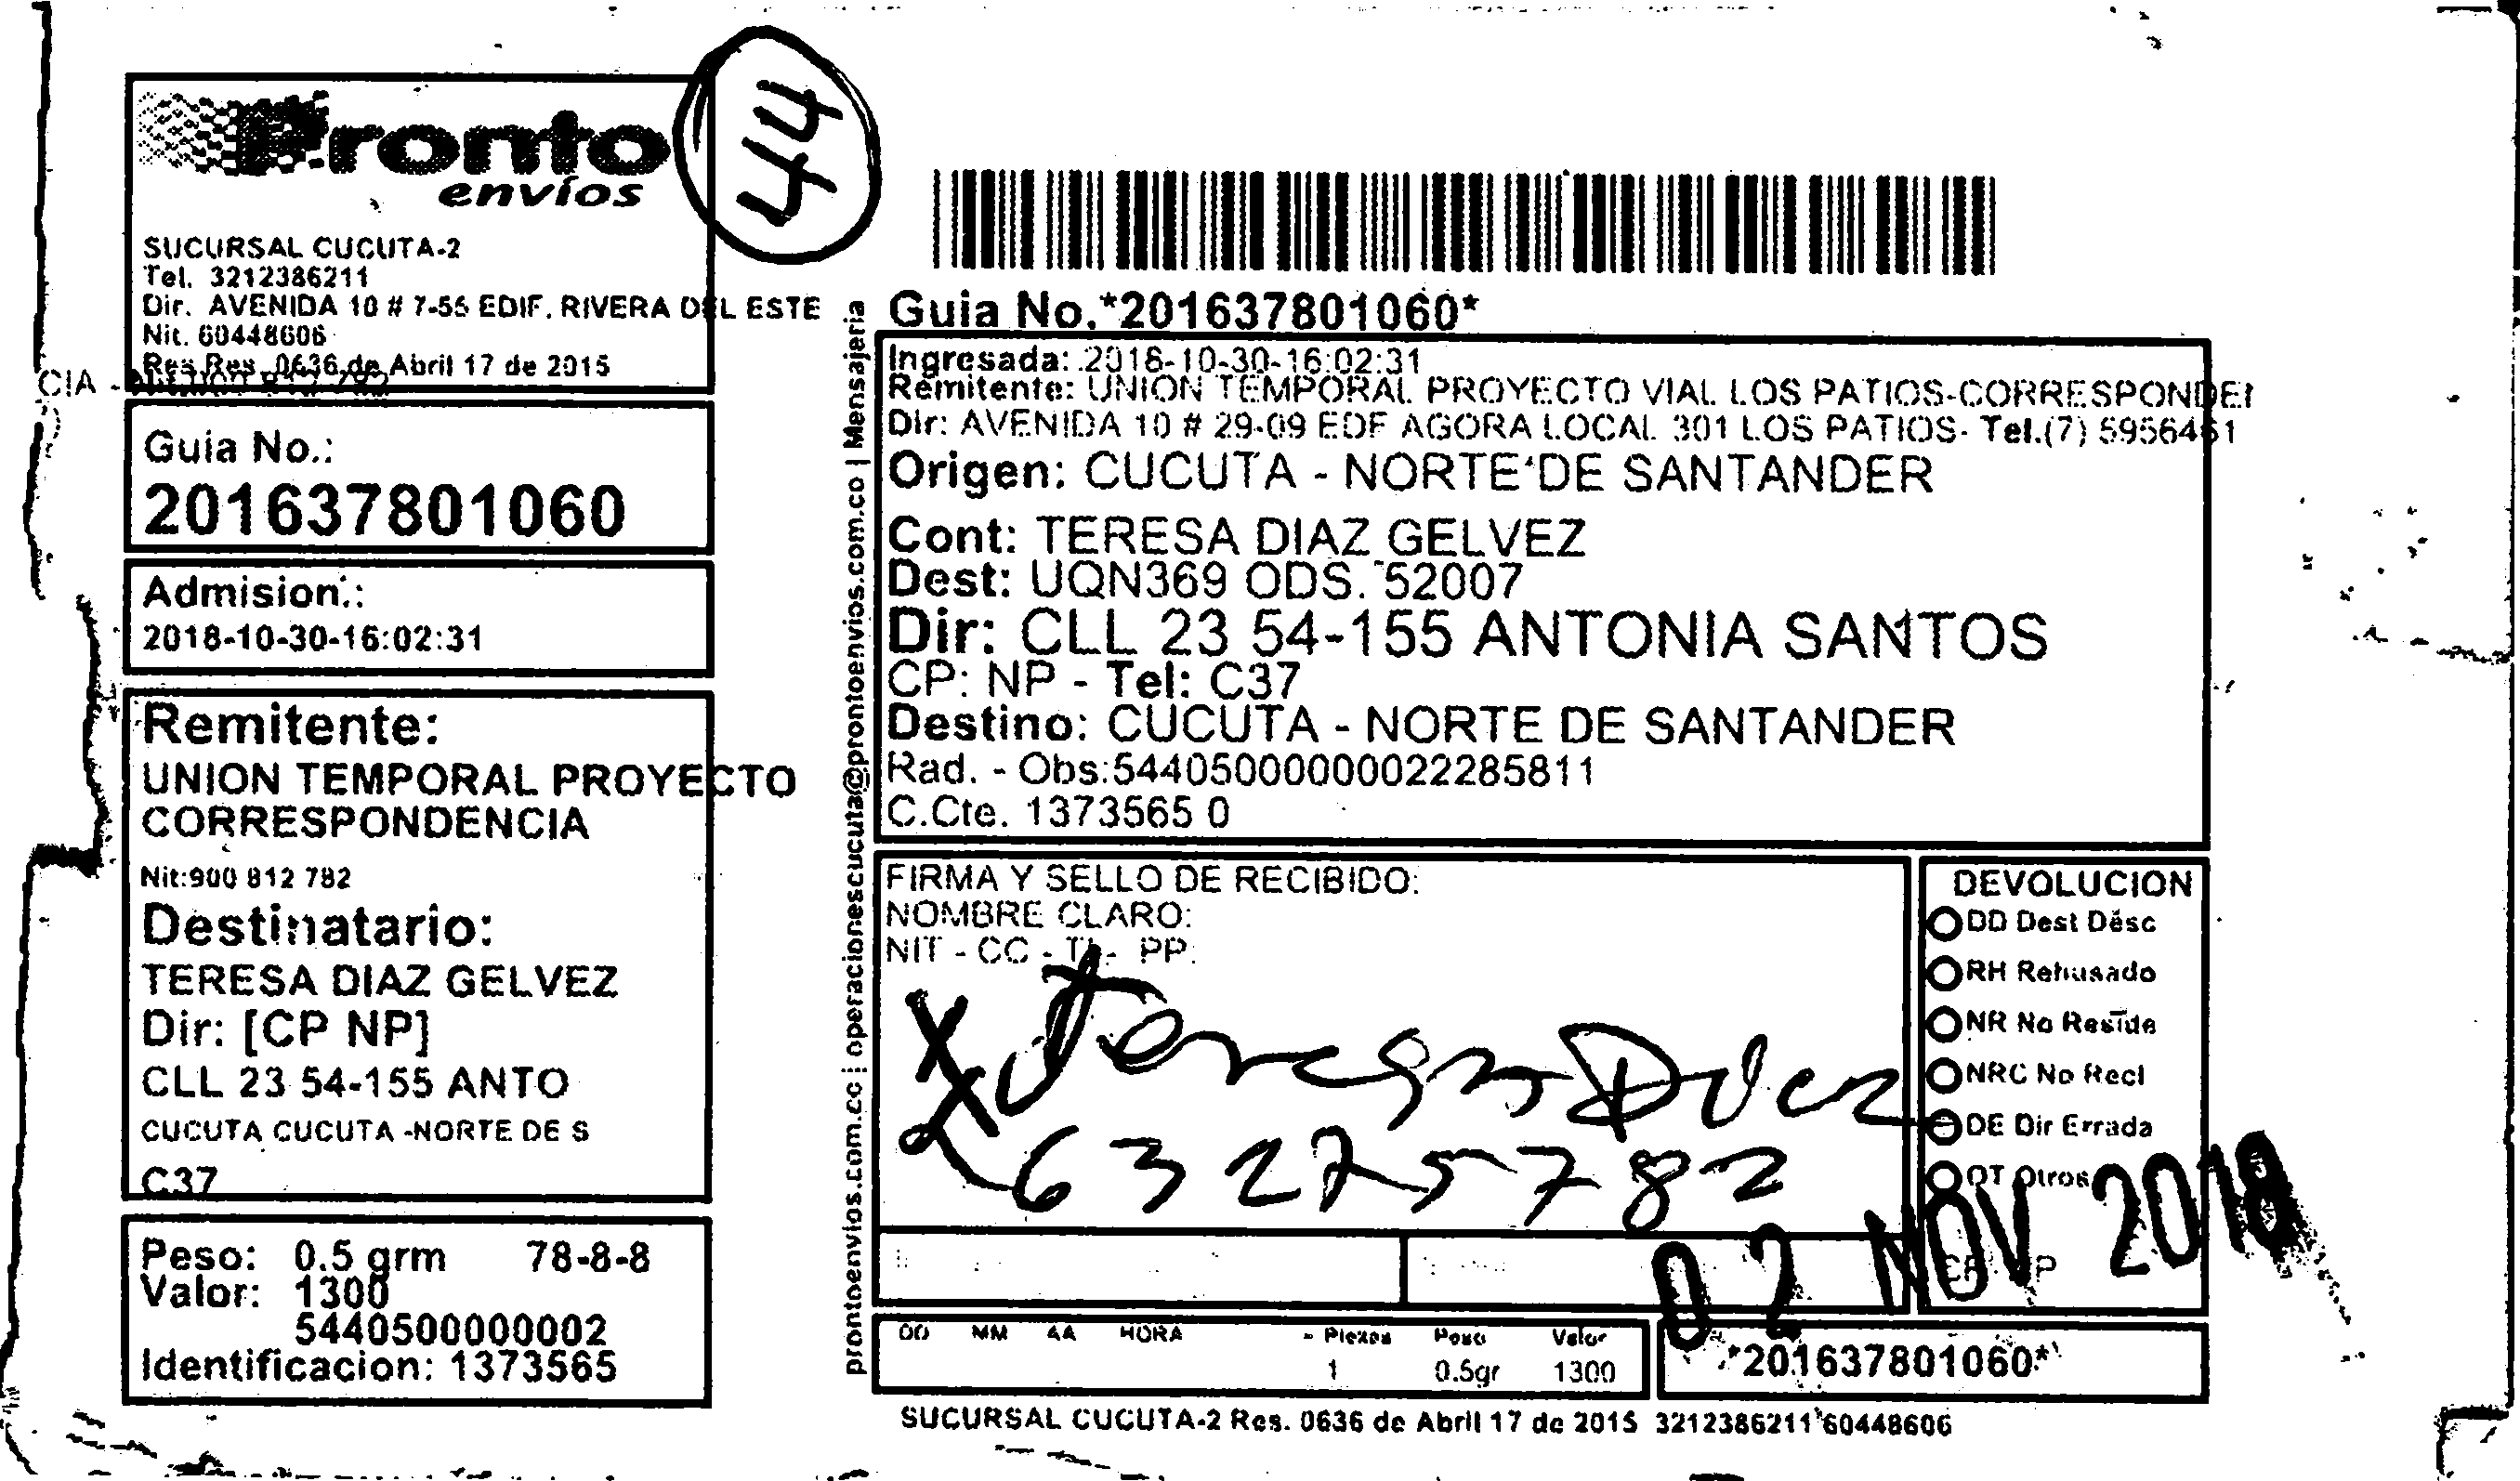 Pronto
envíos
44
SUCURSAL CUCUTA-2
Tel. 3212386211
Dir. AVENIDA 10 # 7-55 EDIF. RIVERA DEL ESTE
Nit. 60448606
Res Res. 0636 de Abril 17 de 2015
CIA -
Guia No.:
201637801060
Admision.:
2018-10-30-16:02:31
Remitente:
UNION TEMPORAL PROYECTO
CORRESPONDENCIA
Nit:900 812 782
Destinatario:
TERESA DIAZ GELVEZ
Dir: [CP NP]
CLL 23 54-155 ANTO
CUCUTA CUCUTA -NORTE DE S
C37
Peso: 0.5 grm 78-8-8
Valor: 1300
5440500000002
Identificacion: 1373565
prontoenvios.com.co | operacionescucuta@prontoenvios.com.co | Mensajeria
Guia No.*201637801060*
Ingresada: 2018-10-30-16:02:31
Remitente: UNION TEMPORAL PROYECTO VIAL LOS PATIOS-CORRESPONDEN
Dir: AVENIDA 10 # 29-09 EDF AGORA LOCAL 301 LOS PATIOS- Tel.(7) 5956461
Origen: CUCUTA - NORTE DE SANTANDER
Cont: TERESA DIAZ GELVEZ
Dest: UQN369 ODS. 52007
Dir: CLL 23 54-155 ANTONIA SANTOS
CP: NP - Tel: C37
Destino: CUCUTA - NORTE DE SANTANDER
Rad. - Obs:544050000000022285811
C.Cte. 1373565 0
FIRMA Y SELLO DE RECIBIDO:
NOMBRE CLARO:
NIT - CC - TI - PP:
X Teresa Diaz
63275782
DEVOLUCION
DD Dest Desc
RH Rehusado
NR No Reside
NRC No Recl
DE Dir Errada
OT Otros
02 NOV 2018
DD MM AA HORA
Piezas Peso Valor
1 0.5gr 1300
*201637801060*
SUCURSAL CUCUTA-2 Res. 0636 de Abril 17 de 2015 3212386211 60448606